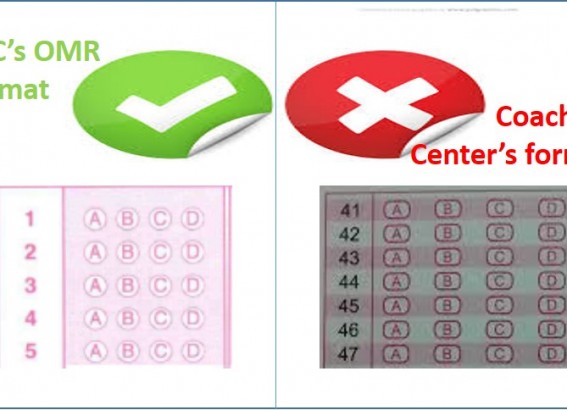 C's OMR
mat
Coach
Center's form
1 A B C D
2 A B C D
3 A B C D
4 A B C D
5 A B C D
41 A B C D
42 A B C D
43 A B C D
44 A B C D
45 A B C D
46 A B C D
47 A B C D